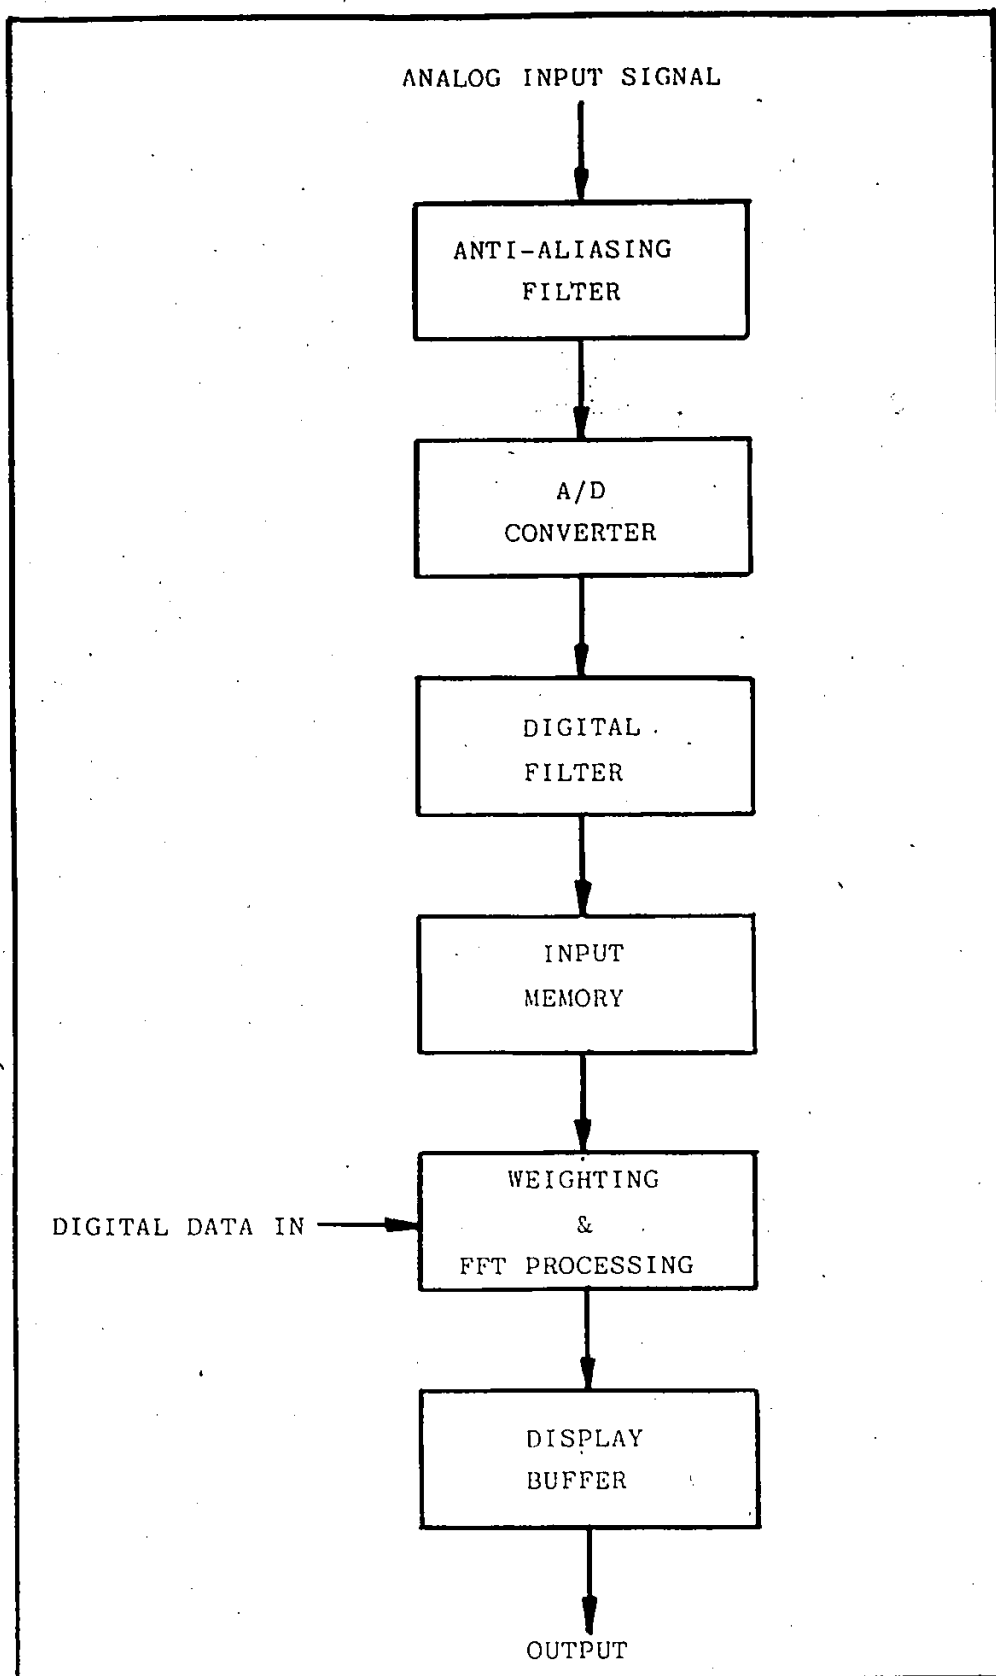 ANALOG INPUT SIGNAL
ANTI-ALIASING
FILTER
A/D
CONVERTER
DIGITAL
FILTER
INPUT
MEMORY
WEIGHTING
&
FFT PROCESSING
DIGITAL DATA IN
DISPLAY
BUFFER
OUTPUT